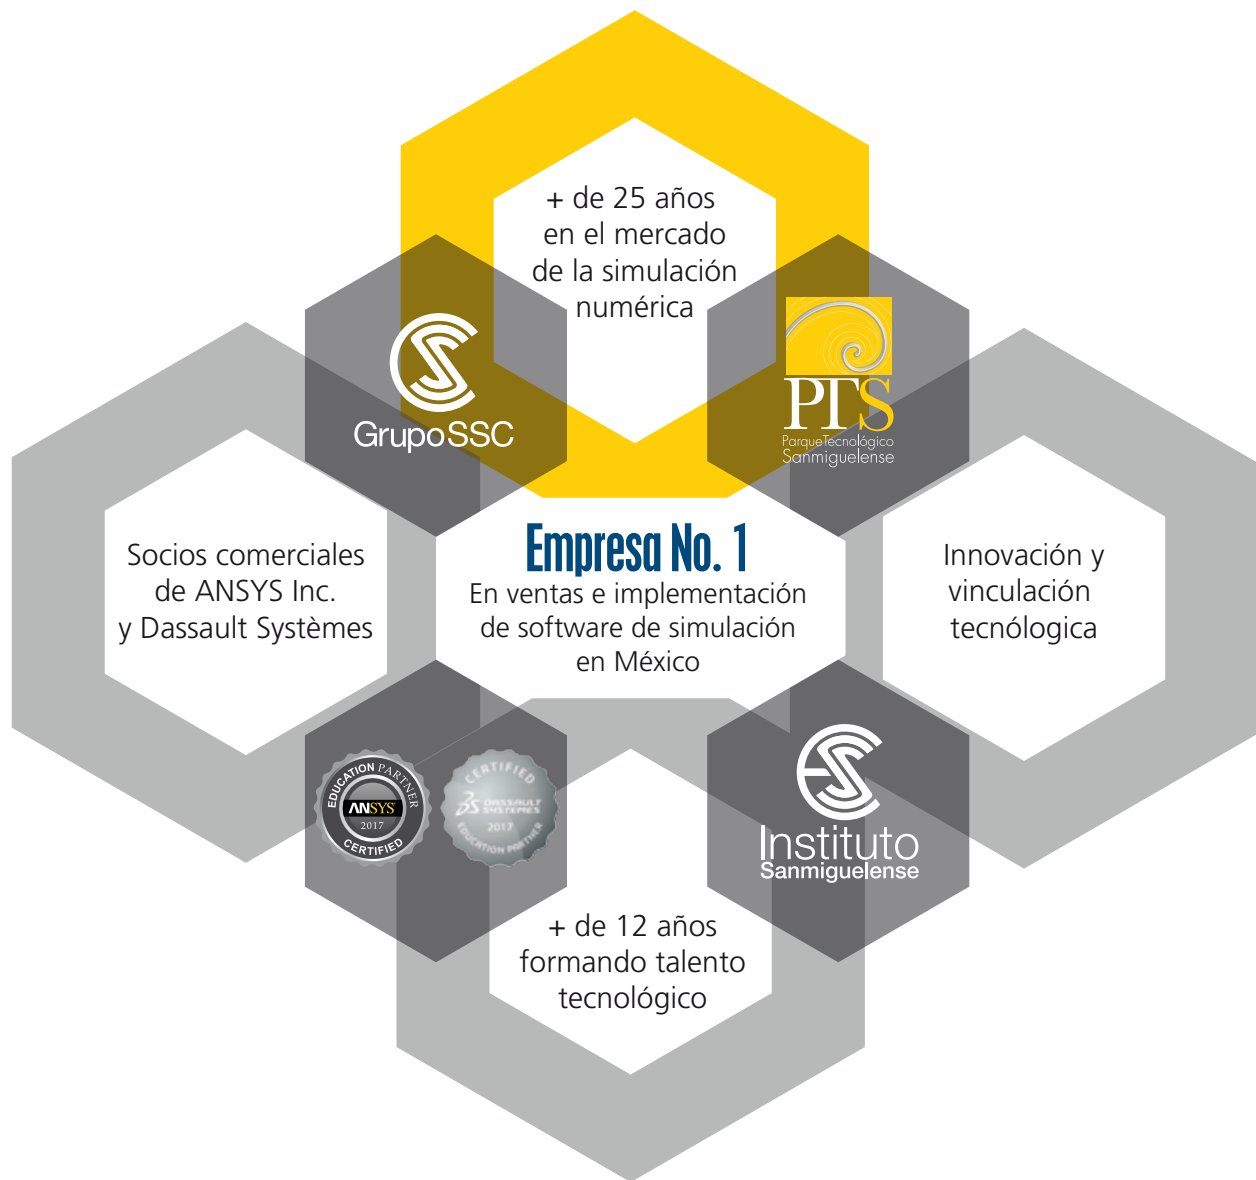 + de 25 años
en el mercado
de la simulación
numérica
GrupoSSC
PTS
ParqueTecnológico
Sanmiguelense
Socios comerciales
de ANSYS Inc.
y Dassault Systèmes
Empresa No. 1
En ventas e implementación
de software de simulación
en México
Innovación y
vinculación
tecnólogica
EDUCATION PARTNER
ANSYS
2017
CERTIFIED
CERTIFIED
DASSAULT
SYSTEMES
2017
EDUCATION PARTNER
Instituto
Sanmiguelense
+ de 12 años
formando talento
tecnológico